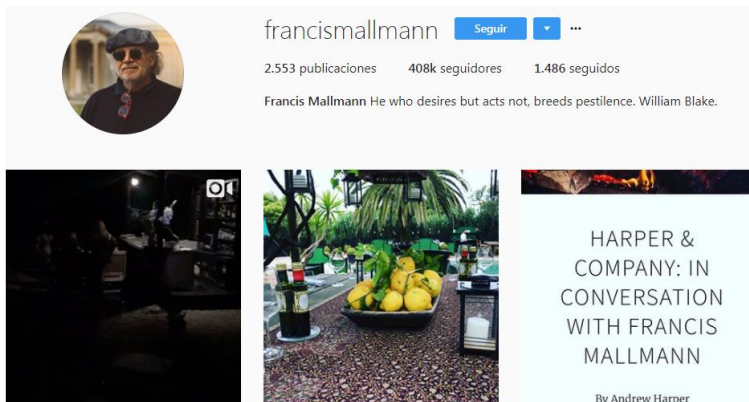 francismallmann Seguir
2.553 publicaciones 408k seguidores 1.486 seguidos
Francis Mallmann He who desires but acts not, breeds pestilence. William Blake.
HARPER &
COMPANY: IN
CONVERSATION
WITH FRANCIS
MALLMANN
By Andrew Harper